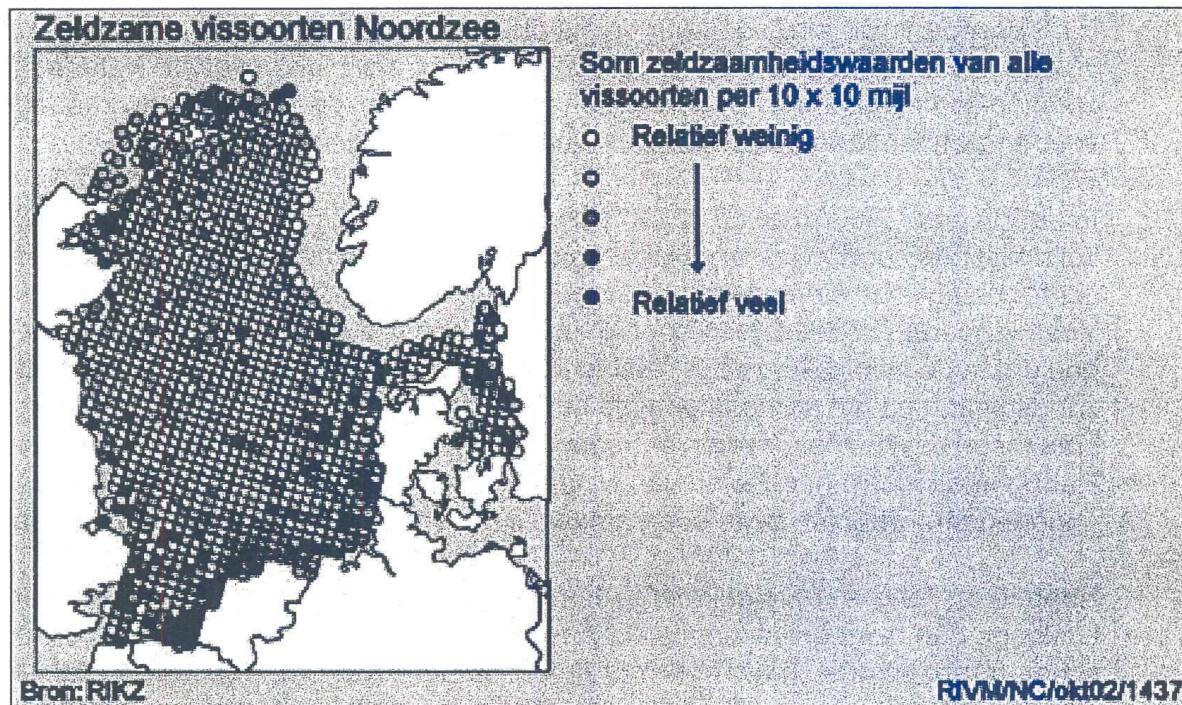 Zeldzame vissoorten Noordzee
Som zeldzaamheidswaarden van alle
vissoorten per 10 x 10 mijl
Relatief weinig
Relatief veel
Bron: RIKZ
RIVM/NC/okt02/1437